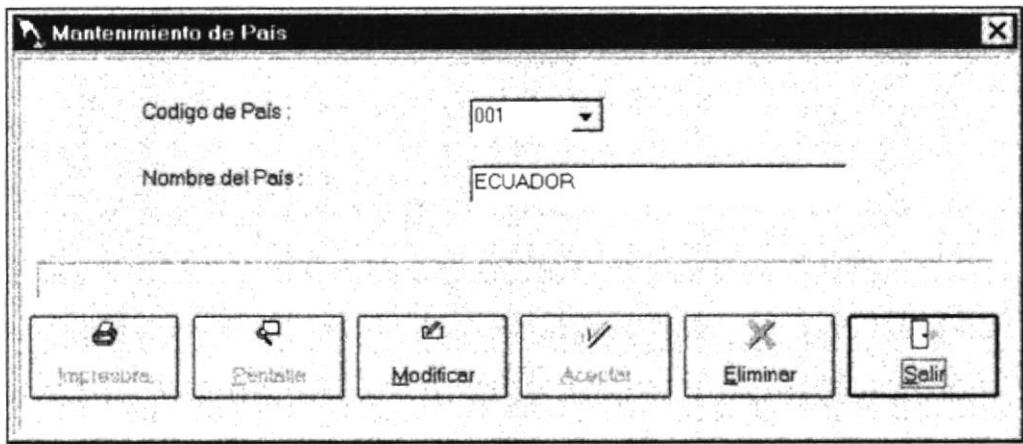 Mantenimiento de País
Codigo de País :
001
Nombre del País :
ECUADOR
Impresora
Pantalla
Modificar
Aceptar
Eliminar
Salir